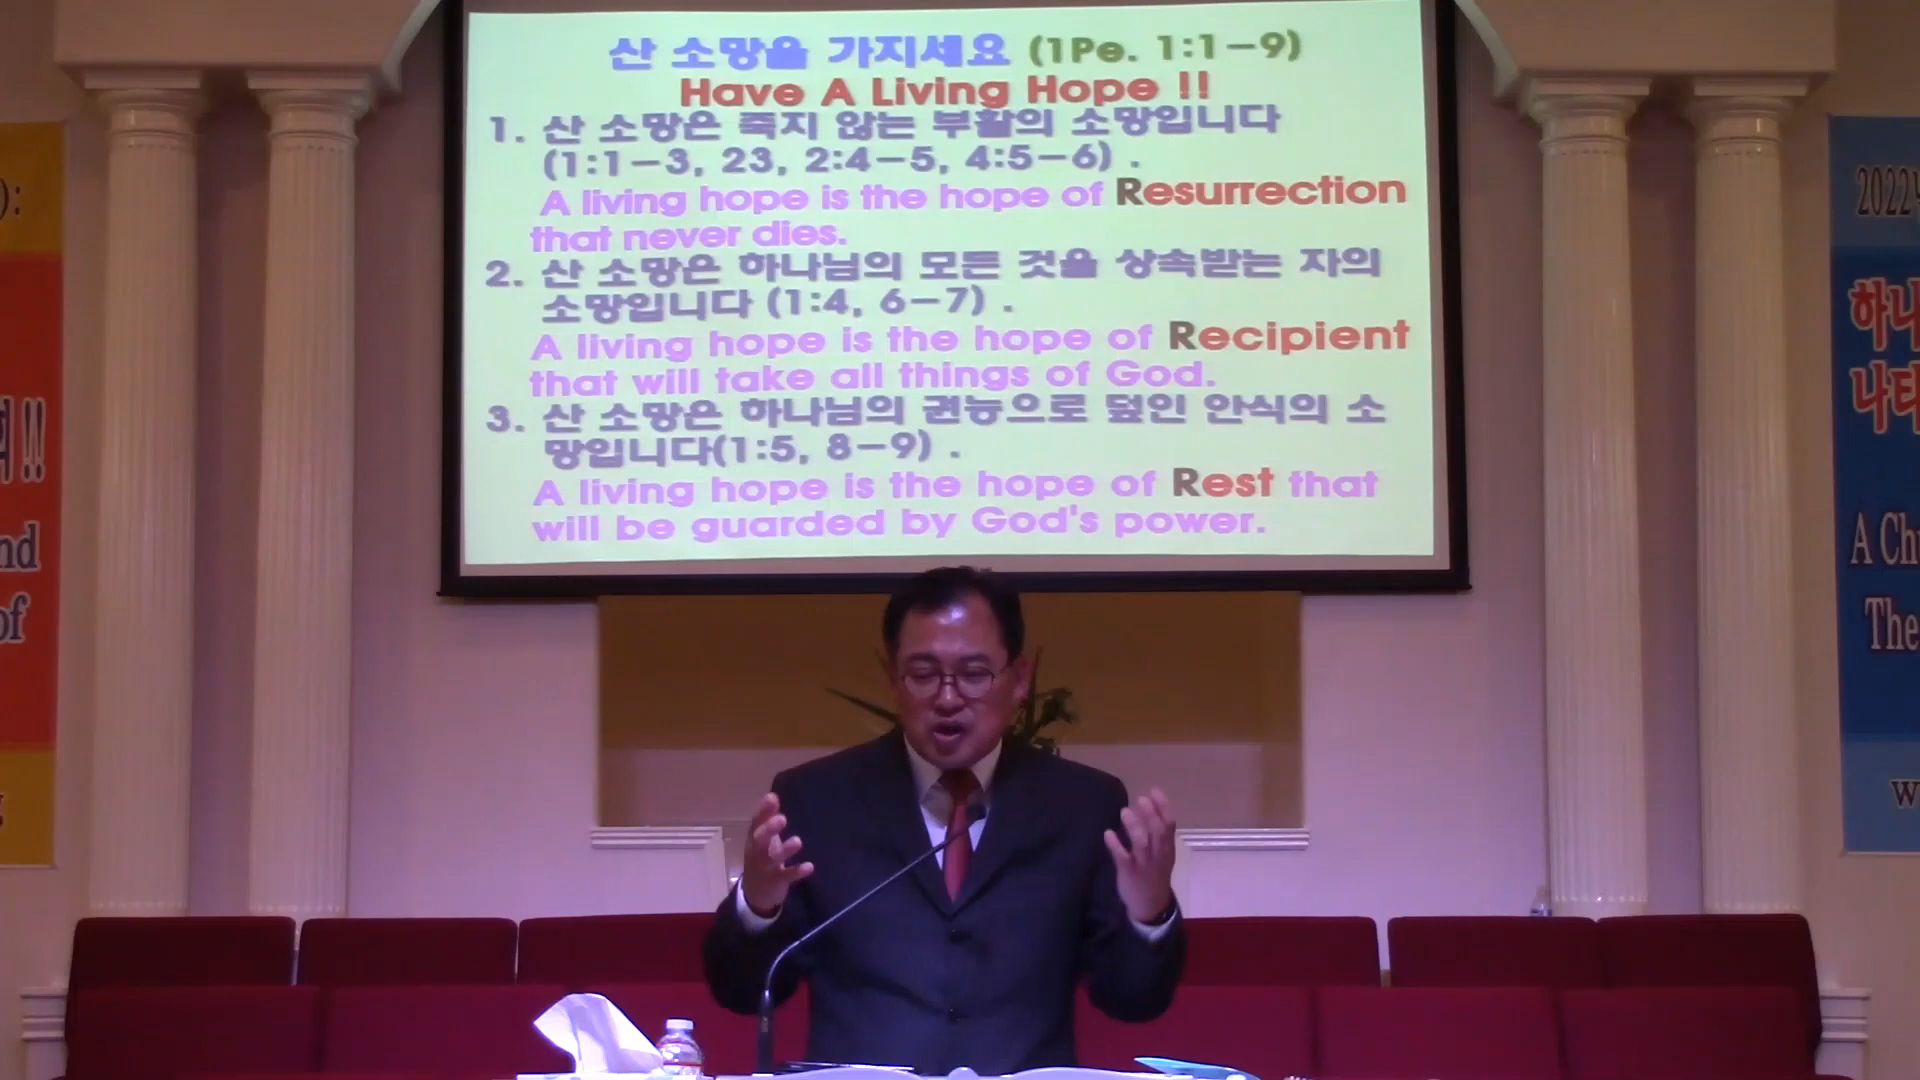 산 소망을 가지세요 (1Pe. 1:1-9)
Have A Living Hope !!
1. 산 소망은 죽지 않는 부활의 소망입니다
(1:1-3, 23, 2:4-5, 4:5-6) .
A living hope is the hope of Resurrection
that never dies.
2. 산 소망은 하나님의 모든 것을 상속받는 자의
소망입니다 (1:4, 6-7) .
A living hope is the hope of Recipient
that will take all things of God.
3. 산 소망은 하나님의 권능으로 덮인 안식의 소
망입니다(1:5, 8-9) .
A living hope is the hope of Rest that
will be guarded by God's power.
):
!!
nd
of
2022
하나
나타
A Ch
The
w